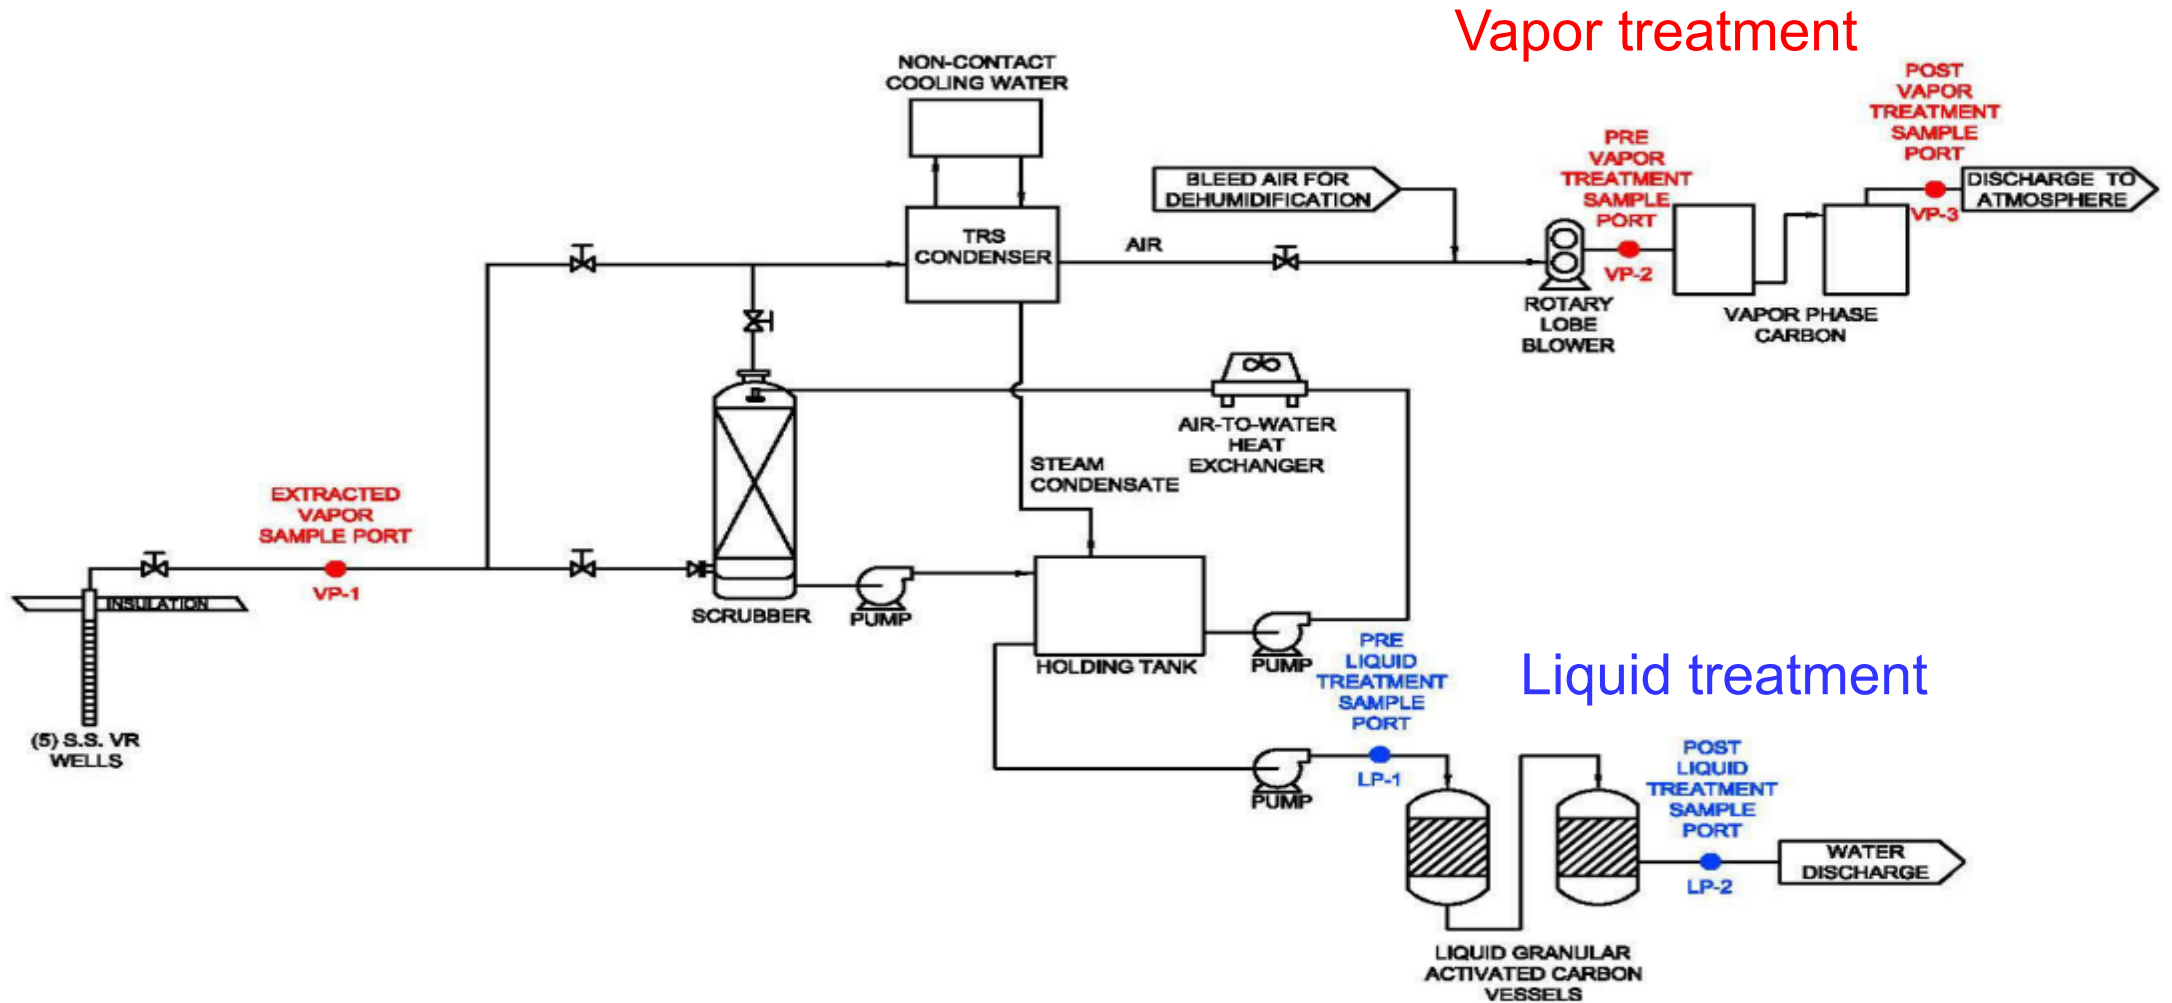 Vapor treatment
NON-CONTACT
COOLING WATER
POST
VAPOR
TREATMENT
SAMPLE
PORT
PRE
VAPOR
TREATMENT
SAMPLE
PORT
BLEED AIR FOR
DEHUMIDIFICATION
DISCHARGE TO
ATMOSPHERE
VP-3
TRS
CONDENSER
AIR
VP-2
ROTARY
LOBE
BLOWER
VAPOR PHASE
CARBON
AIR-TO-WATER
HEAT
EXCHANGER
STEAM
CONDENSATE
EXTRACTED
VAPOR
SAMPLE PORT
VP-1
INSULATION
SCRUBBER
PUMP
HOLDING TANK
PUMP
PRE
LIQUID
TREATMENT
SAMPLE
PORT
Liquid treatment
(5) S.S. VR
WELLS
PUMP
LP-1
POST
LIQUID
TREATMENT
SAMPLE
PORT
LP-2
WATER
DISCHARGE
LIQUID GRANULAR
ACTIVATED CARBON
VESSELS